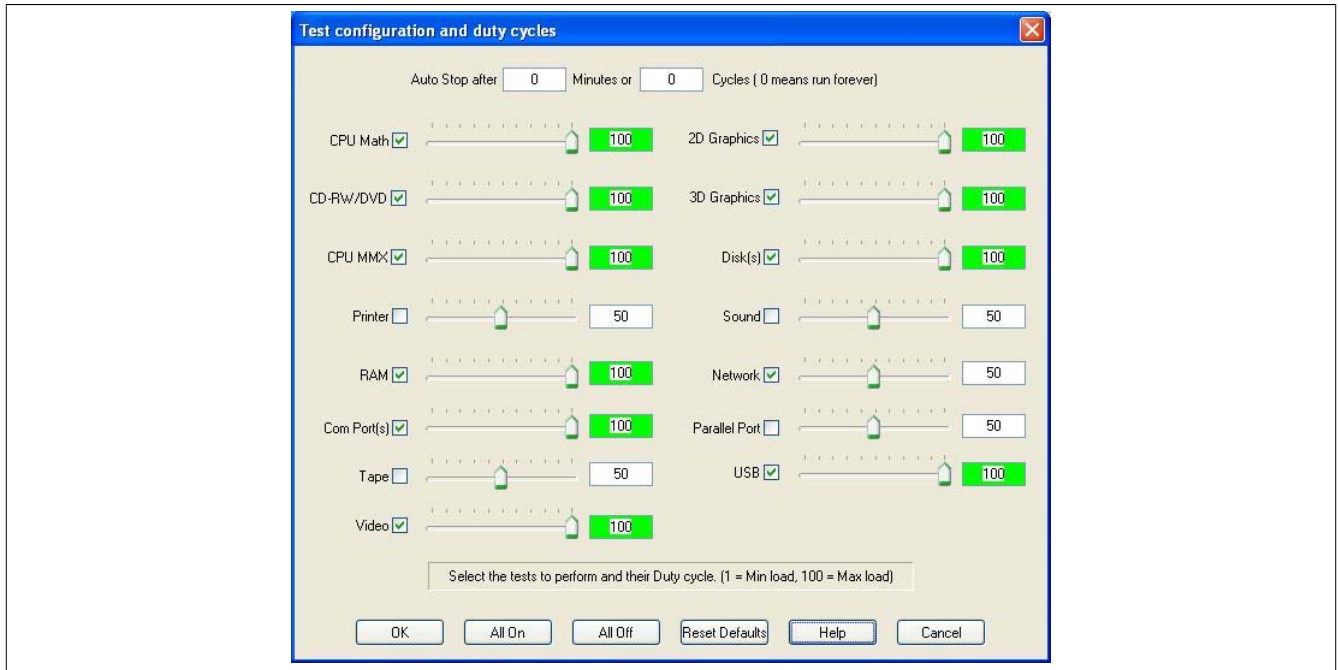 Test configuration and duty cycles
Auto Stop after 0 Minutes or 0 Cycles ( 0 means run forever)
CPU Math 100 2D Graphics 100
CD-RW/DVD 100 3D Graphics 100
CPU MMX 100 Disk(s) 100
Printer 50 Sound 50
RAM 100 Network 50
Com Port(s) 100 Parallel Port 50
Tape 50 USB 100
Video 100
Select the tests to perform and their Duty cycle. (1 = Min load, 100 = Max load)
OK All On All Off Reset Defaults Help Cancel